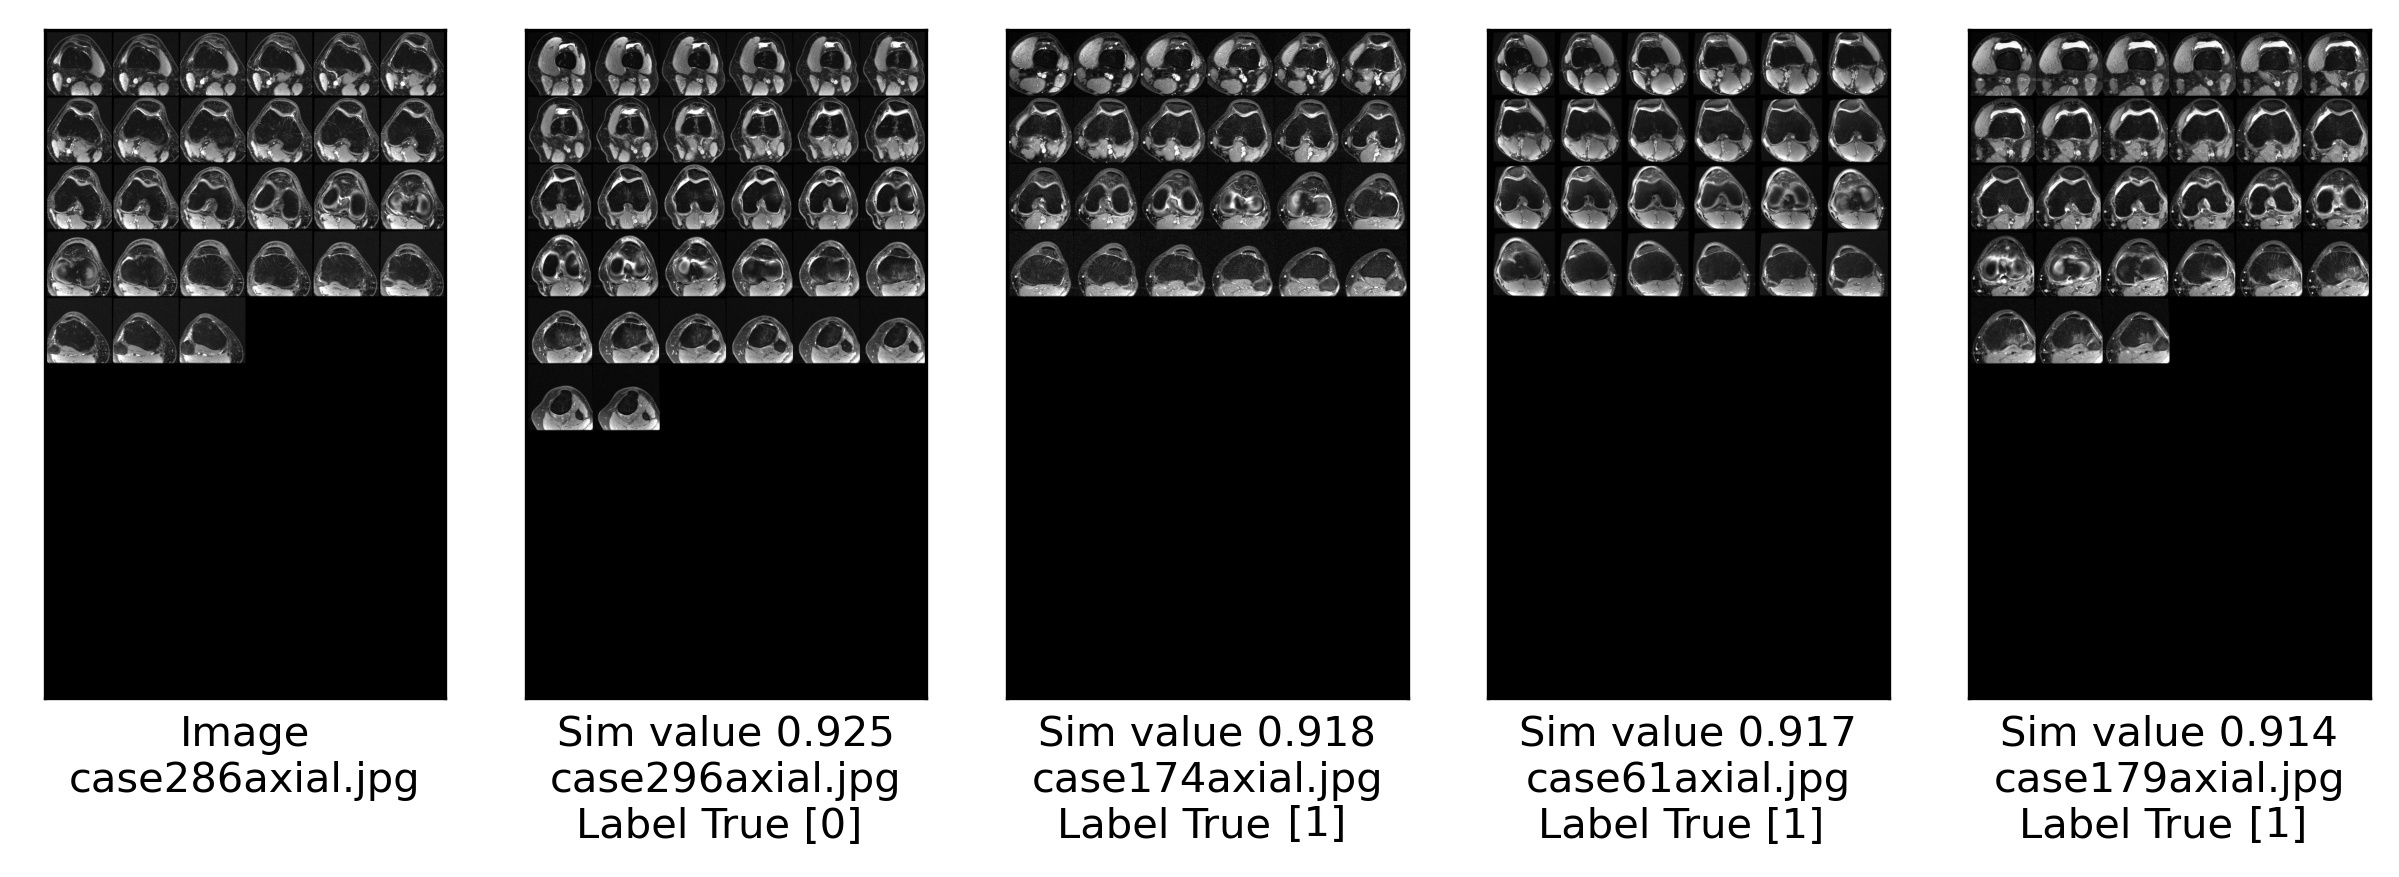 Image
case286axial.jpg
Sim value 0.925
case296axial.jpg
Label True [0]
Sim value 0.918
case174axial.jpg
Label True [1]
Sim value 0.917
case61axial.jpg
Label True [1]
Sim value 0.914
case179axial.jpg
Label True [1]